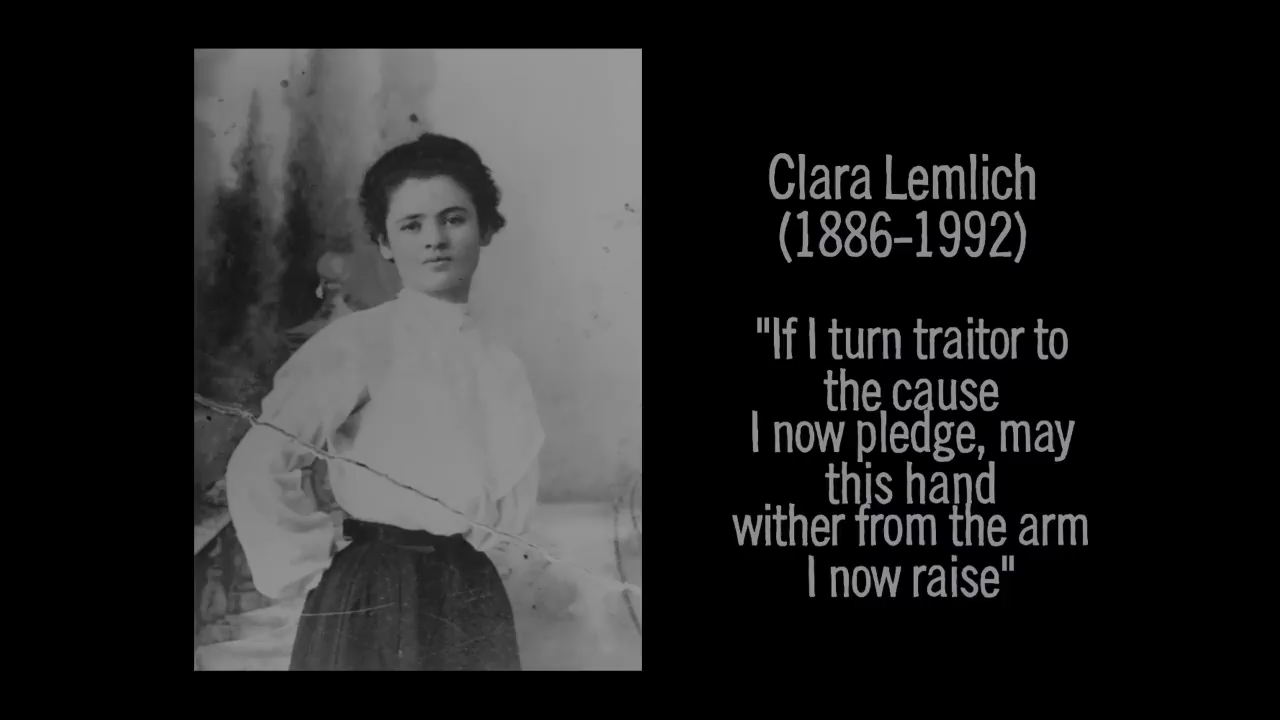 Clara Lemlich
(1886-1992)
"If I turn traitor to
the cause
I now pledge, may
this hand
wither from the arm
I now raise"